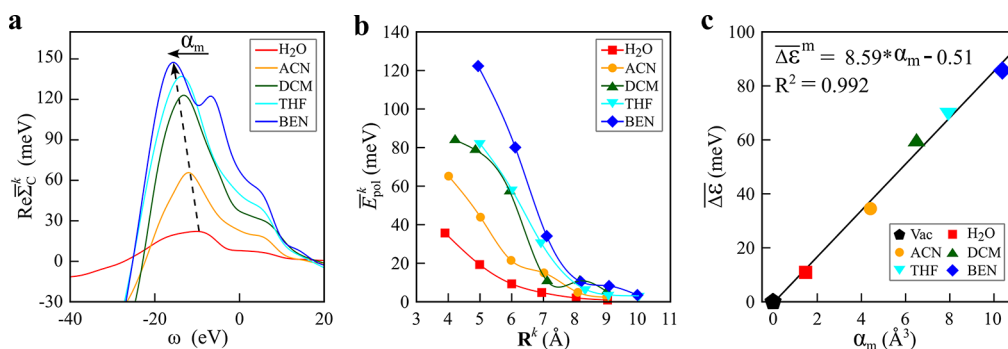 a
α_m
ReΣ̅_C^k (meV)
150
120
90
60
30
0
-30
-40
-20
0
20
ω (eV)
H2O
ACN
DCM
THF
BEN
b
E̅_pol^k (meV)
140
120
100
80
60
40
20
0
3
4
5
6
7
8
9
10
11
R^k (Å)
H2O
ACN
DCM
THF
BEN
c
Δ̅ε̅^m = 8.59*α_m − 0.51
R² = 0.992
Δ̅ε̅ (meV)
100
80
60
40
20
0
0
2
4
6
8
10
α_m (Å³)
Vac
H2O
ACN
DCM
THF
BEN